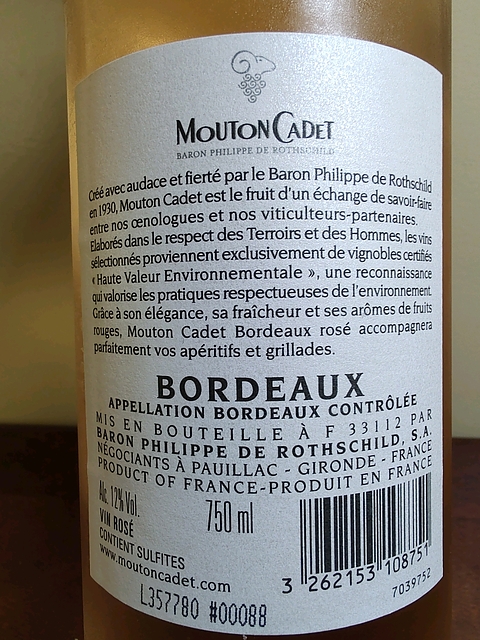 MOUTON CADET
BARON PHILIPPE DE ROTHSCHILD
Créé avec audace et fierté par le Baron Philippe de Rothschild
en 1930, Mouton Cadet est le fruit d'un échange de savoir-faire
entre nos œnologues et nos viticulteurs-partenaires.
Elaborés dans le respect des Terroirs et des Hommes, les vins
sélectionnés proviennent exclusivement de vignobles certifiés
« Haute Valeur Environnementale », une reconnaissance
qui valorise les pratiques respectueuses de l'environnement.
Grâce à son élégance, sa fraîcheur et ses arômes de fruits
rouges, Mouton Cadet Bordeaux rosé accompagnera
parfaitement vos apéritifs et grillades.
BORDEAUX
APPELLATION BORDEAUX CONTRÔLÉE
MIS EN BOUTEILLE À F 33112 PAR
BARON PHILIPPE DE ROTHSCHILD, S.A.
NÉGOCIANTS À PAUILLAC - GIRONDE - FRANCE
PRODUCT OF FRANCE-PRODUIT EN FRANCE
Alc. 12% Vol.
750 ml
VIN ROSÉ
CONTIENT SULFITES
www.moutoncadet.com
3 262153 108751
7039752
L357780 #00088